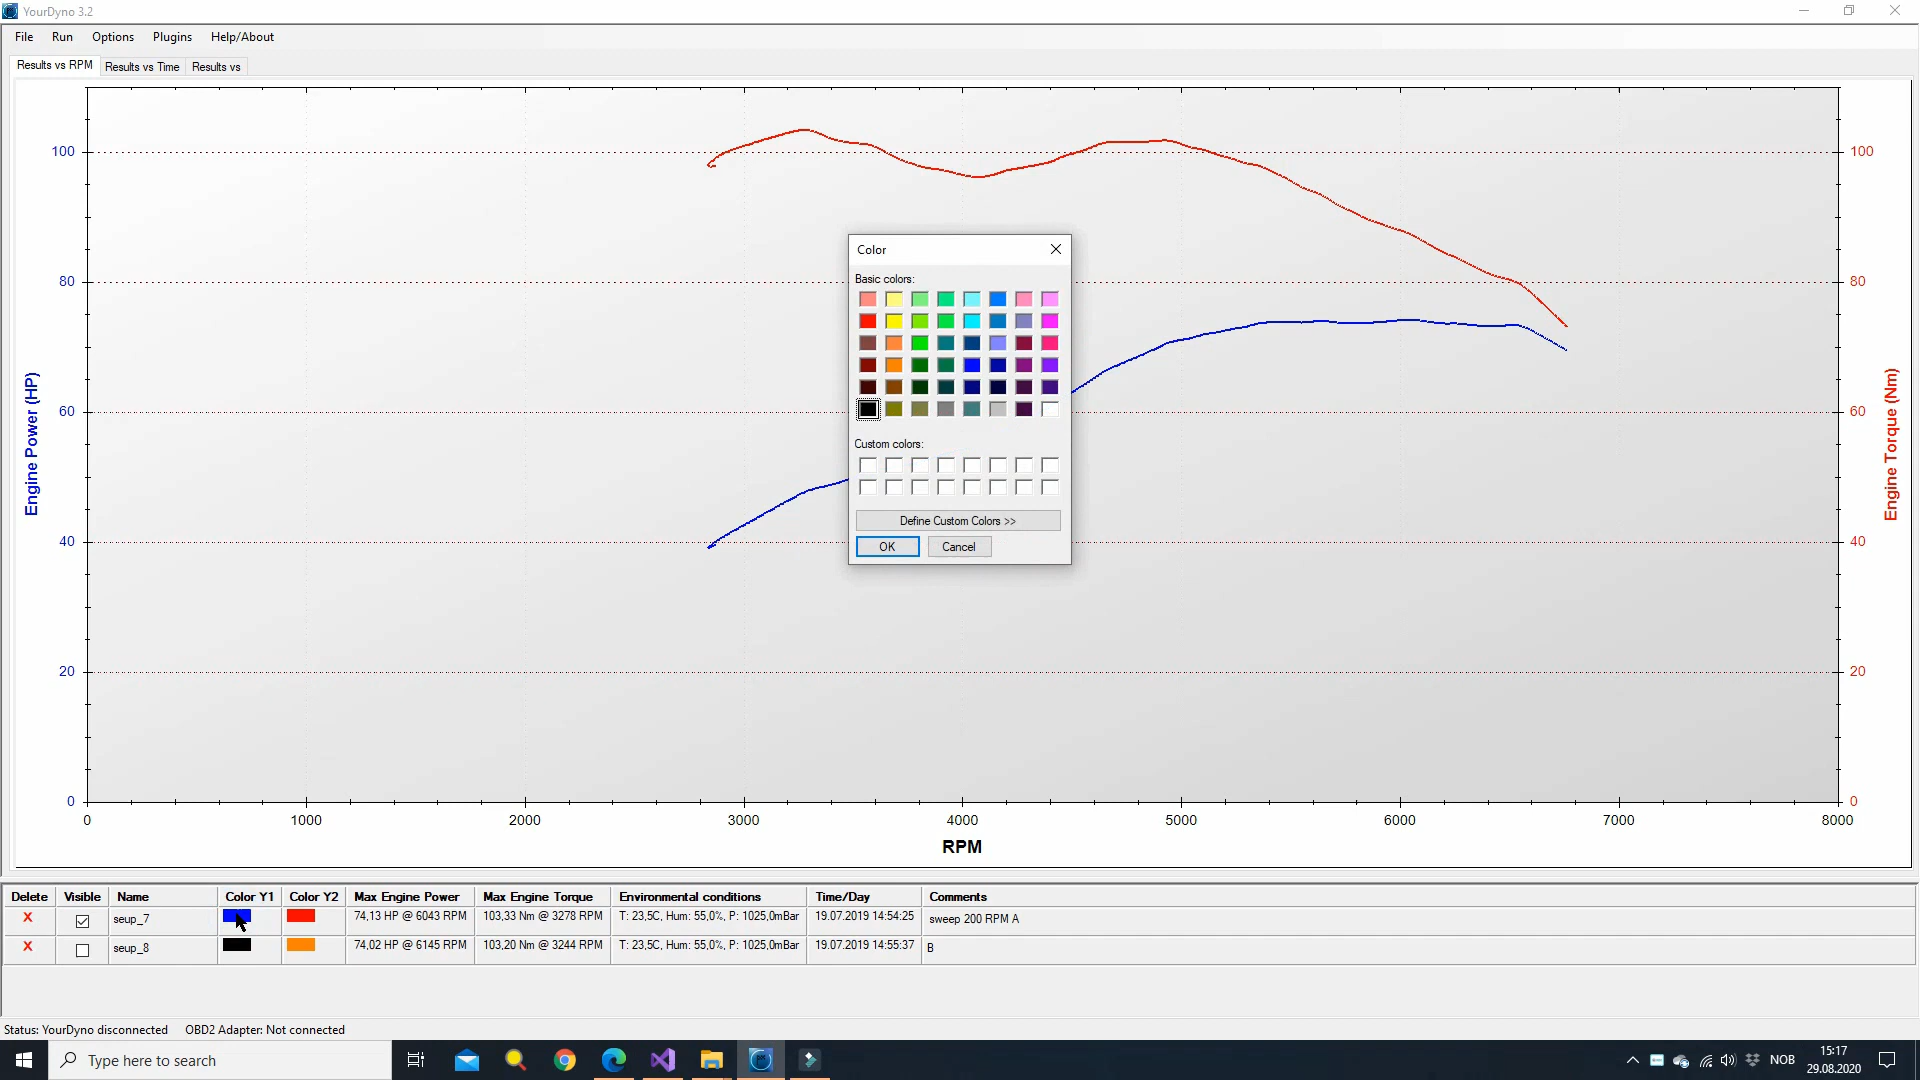 YourDyno 3.2
File Run Options Plugins Help/About
Results vs RPM Results vs Time Results vs
100 100
Color
Basic colors:
80 80
Engine Power (HP)
Engine Torque (Nm)
60 60
Custom colors:
Define Custom Colors >>
40 40
OK Cancel
20 20
0 0
0 1000 2000 3000 4000 5000 6000 7000 8000
RPM
Delete Visible Name Color Y1 Color Y2 Max Engine Power Max Engine Torque Environmental conditions Time/Day Comments
X seup_7 74,13 HP @ 6043 RPM 103,33 Nm @ 3278 RPM T: 23,5C, Hum: 55,0%, P: 1025,0mBar 19.07.2019 14:54:25 sweep 200 RPM A
X seup_8 74,02 HP @ 6145 RPM 103,20 Nm @ 3244 RPM T: 23,5C, Hum: 55,0%, P: 1025,0mBar 19.07.2019 14:55:37 B
Status: YourDyno disconnected OBD2 Adapter: Not connected
Type here to search
NOB
15:17
29.08.2020